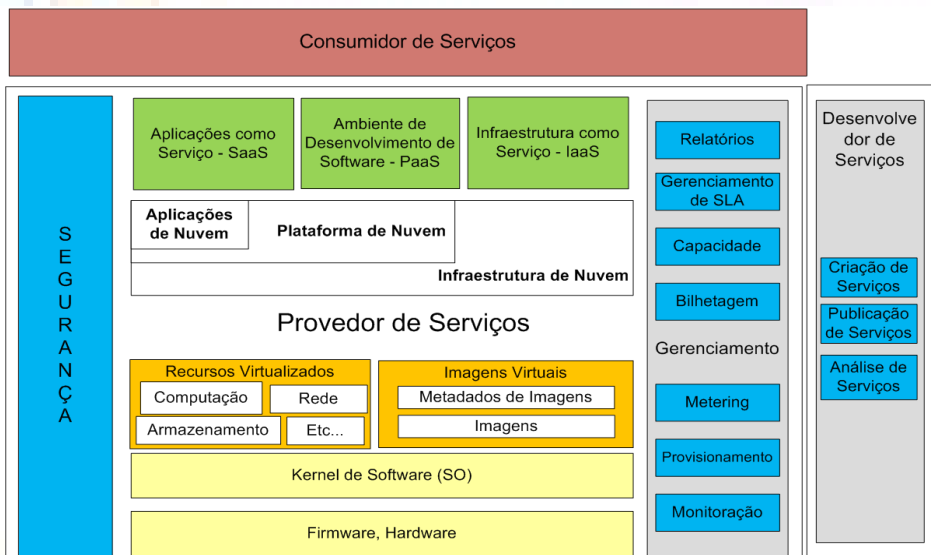 Consumidor de Serviços
S
E
G
U
R
A
N
Ç
A
Aplicações como
Serviço - SaaS
Ambiente de
Desenvolvimento de
Software - PaaS
Infraestrutura como
Serviço - IaaS
Aplicações
de Nuvem
Plataforma de Nuvem
Infraestrutura de Nuvem
Provedor de Serviços
Recursos Virtualizados
Computação
Rede
Armazenamento
Etc...
Imagens Virtuais
Metadados de Imagens
Imagens
Kernel de Software (SO)
Firmware, Hardware
Relatórios
Gerenciamento
de SLA
Capacidade
Bilhetagem
Gerenciamento
Metering
Provisionamento
Monitoração
Desenvolve
dor de
Serviços
Criação de
Serviços
Publicação
de Serviços
Análise de
Serviços